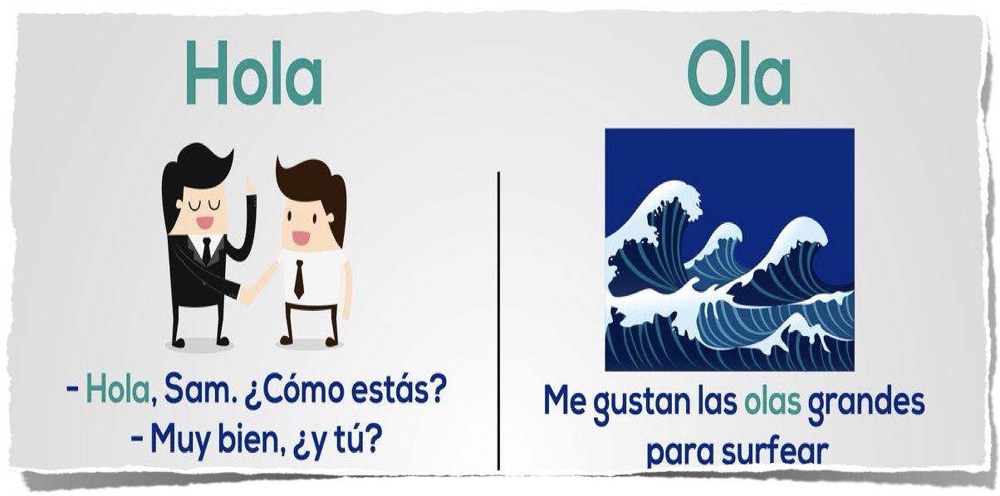 Hola
- Hola, Sam. ¿Cómo estás?
- Muy bien, ¿y tú?
Ola
Me gustan las olas grandes
para surfear